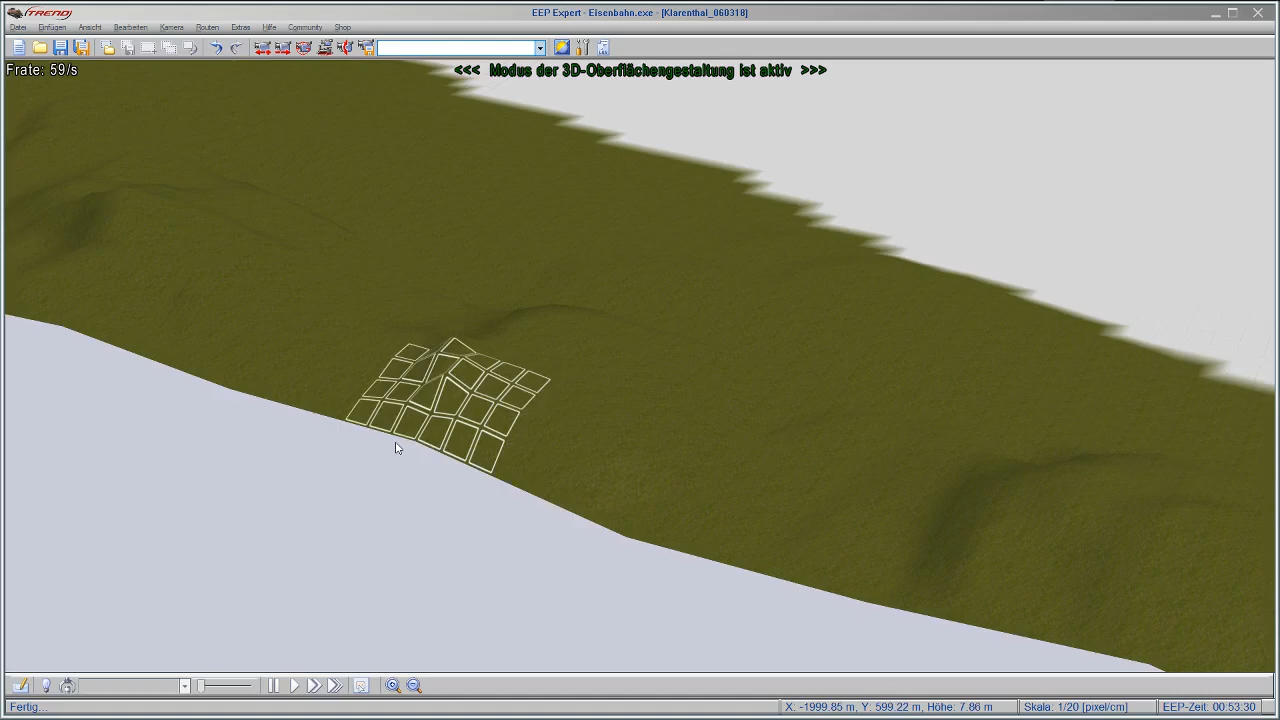 TREND
EEP Expert - Eisenbahn.exe - [Klarenthal_060318]
Datei Einfügen Ansicht Bearbeiten Kamera Routen Extras Hilfe Community Shop
Frate: 59/s
<<< Modus der 3D-Oberflächengestaltung ist aktiv >>>
Fertig...
X: -1999.85 m, Y: 599.22 m, Höhe: 7.86 m
Skala: 1/20 [pixel/cm]
EEP-Zeit: 00:53:30